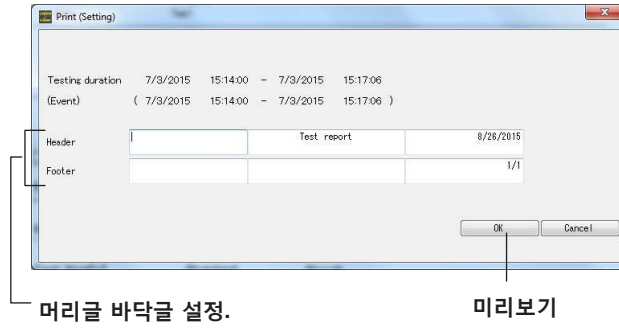 Print (Setting)
Testing duration 7/3/2015 15:14:00 - 7/3/2015 15:17:06
(Event) ( 7/3/2015 15:14:00 - 7/3/2015 15:17:06 )
Header Test report 8/26/2015
Footer 1/1
OK Cancel
머리글 바닥글 설정. 미리보기